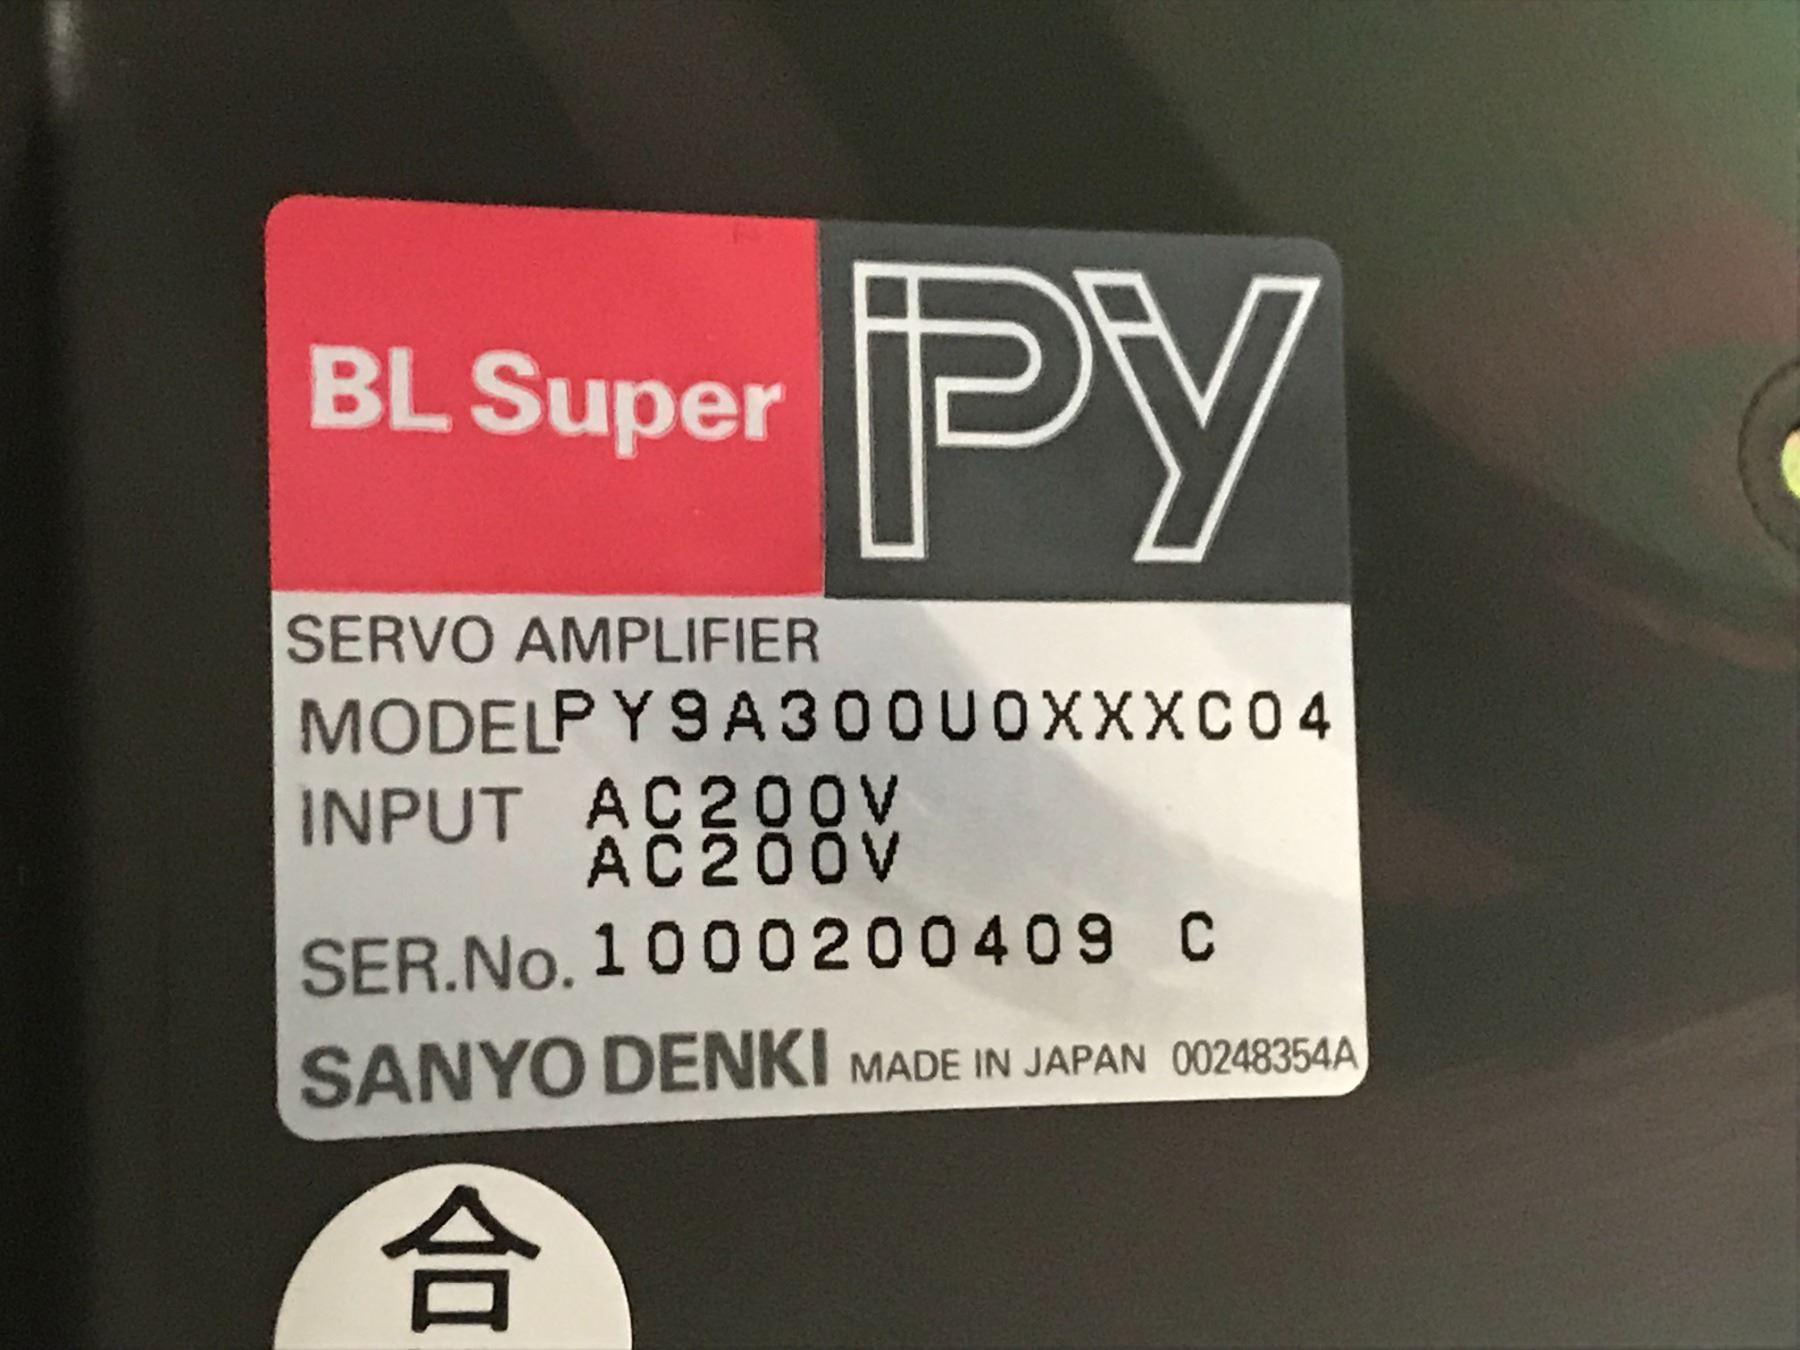 BL Super PY
SERVO AMPLIFIER
MODEL PY9A300U0XXXC04
INPUT AC200V
AC200V
SER.No. 1000200409 C
SANYO DENKI MADE IN JAPAN 00248354A
合